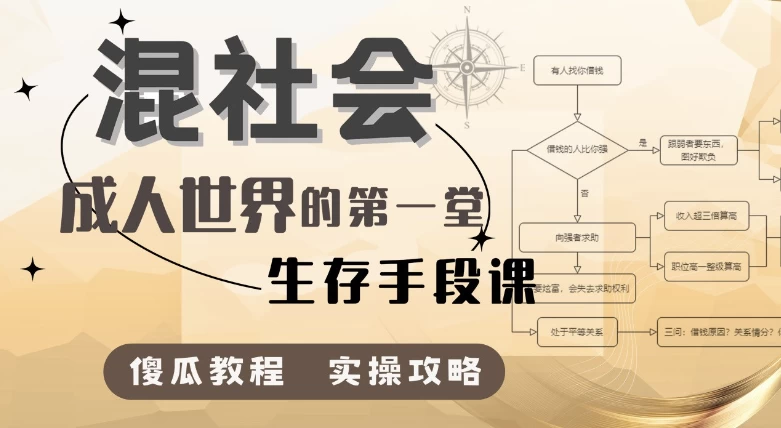 混社会
成人世界的第一堂
生存手段课
傻瓜教程 实操攻略
N
E
S
有人找你借钱
借钱的人比你强
是
跟弱者要东西，
图好欺负
否
向强者求助
收入超三倍算高
职位高一整级算高
要炫富，会失去求助权利
处于平等关系
三问：借钱原因？关系情分？